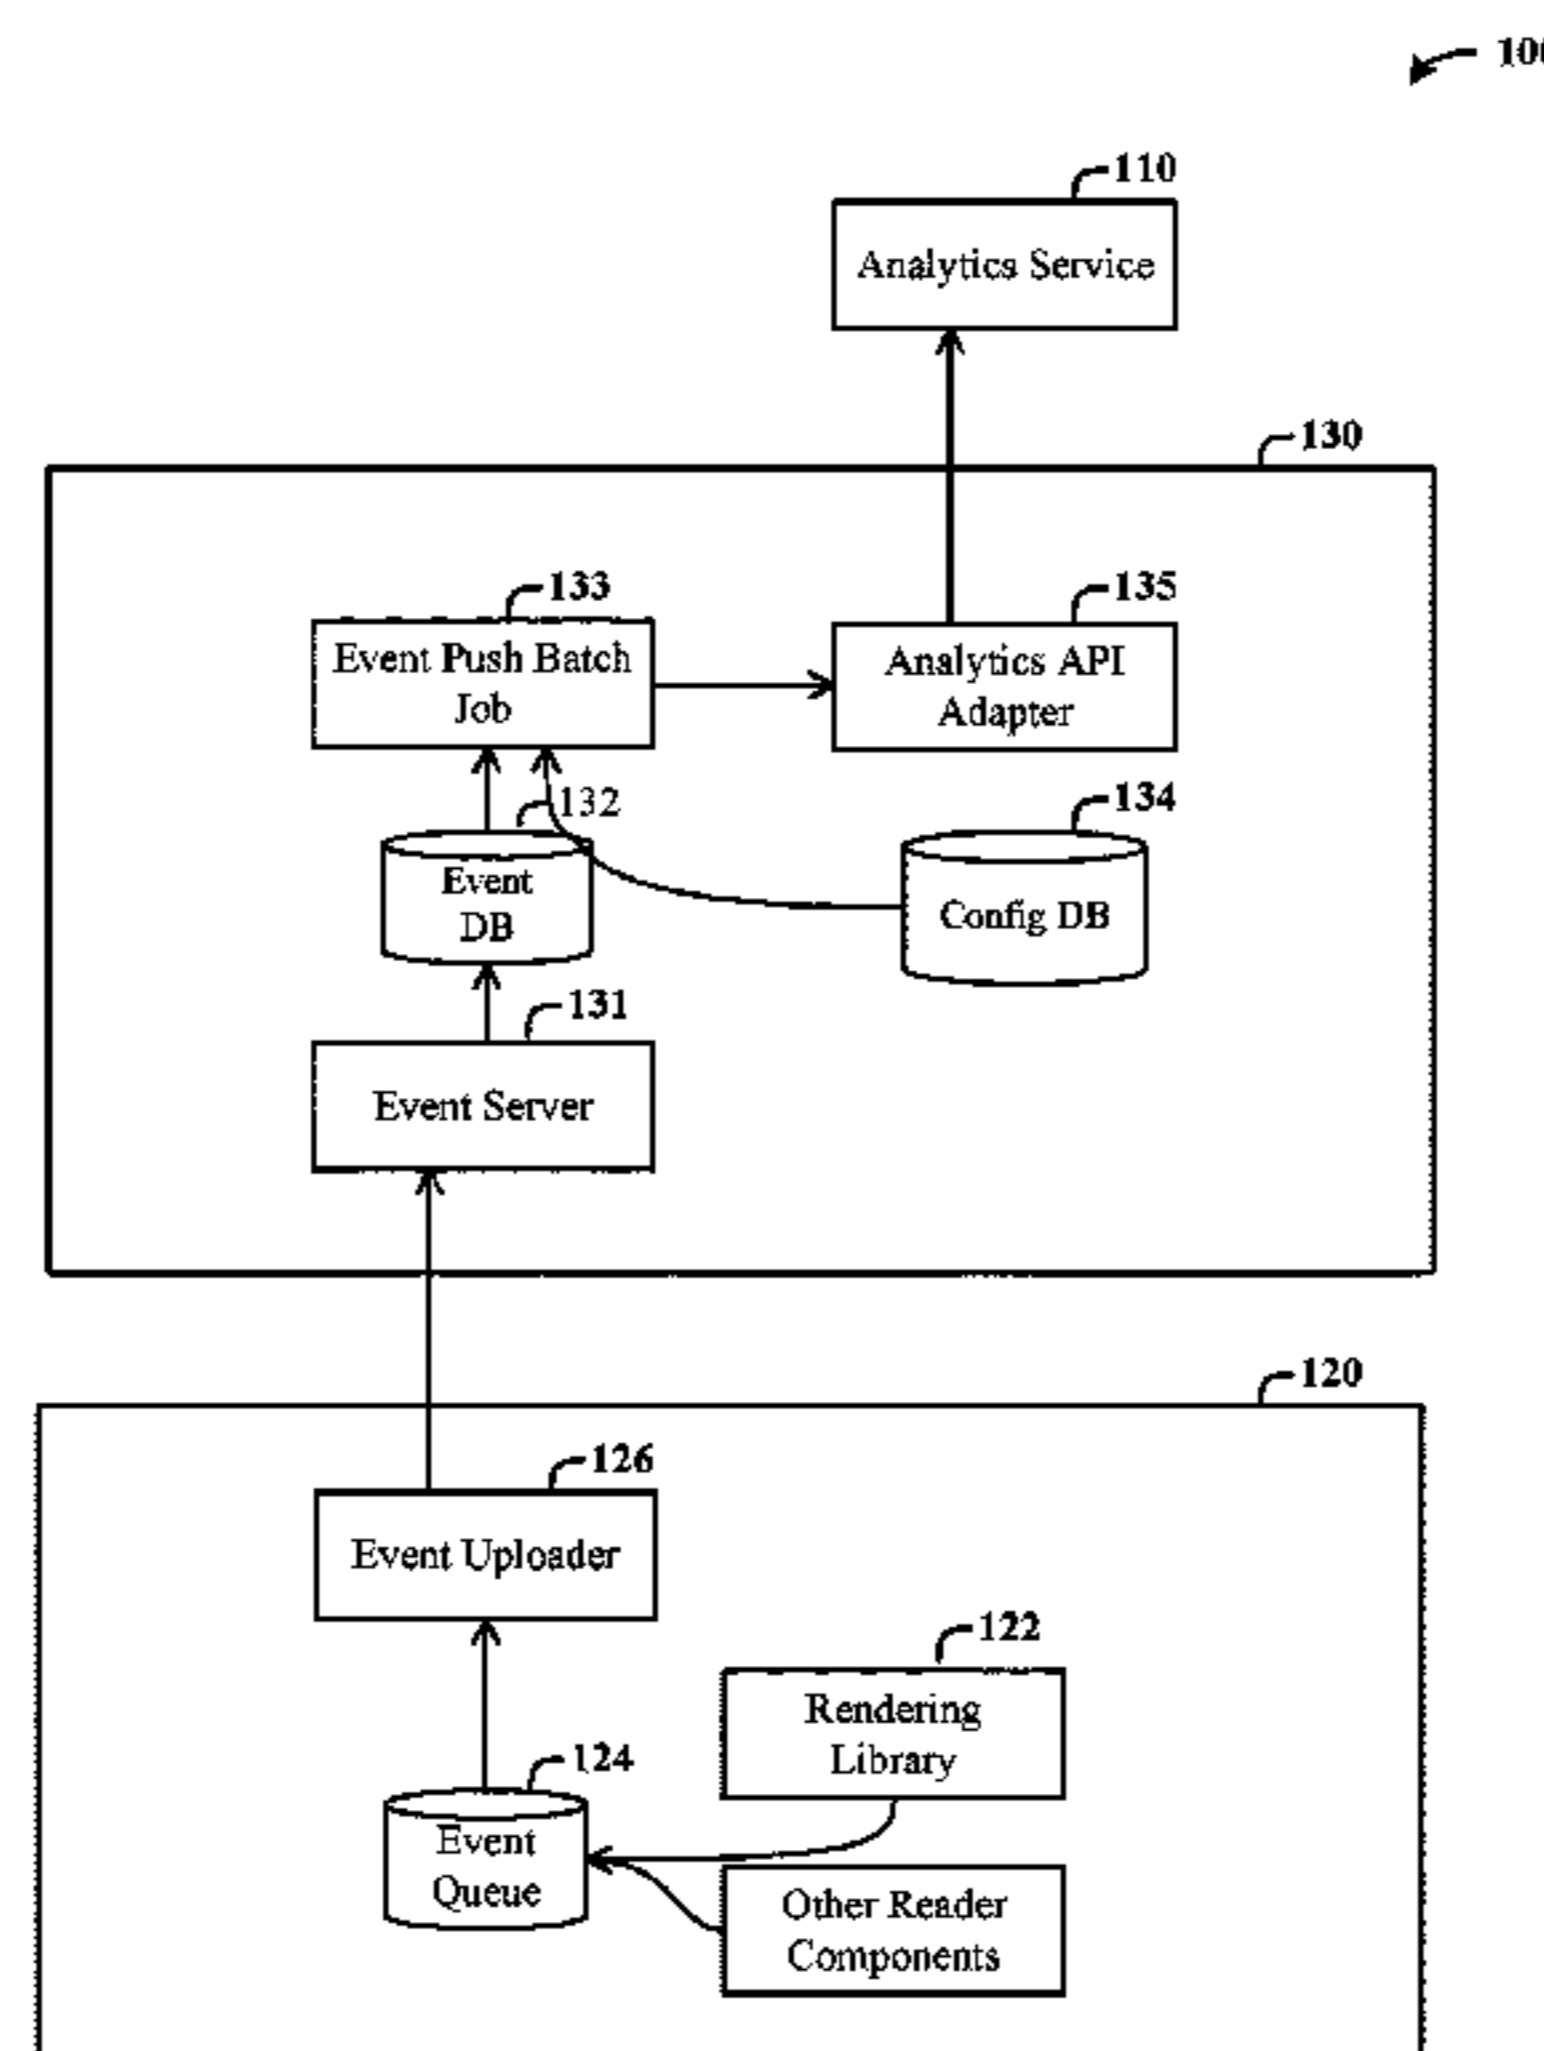 110
Analytics Service
130
133
135
Event Push Batch
Job
Analytics API
Adapter
132
134
Event
DB
Config DB
131
Event Server
120
126
Event Uploader
122
Rendering
Library
124
Event
Queue
Other Reader
Components